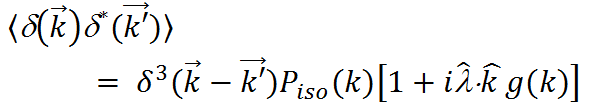 ⟨δ(k⃗)δ*(k⃗′)⟩
= δ³(k⃗ − k⃗′)P_iso(k)[1 + iλ̂·k̂ g(k)]